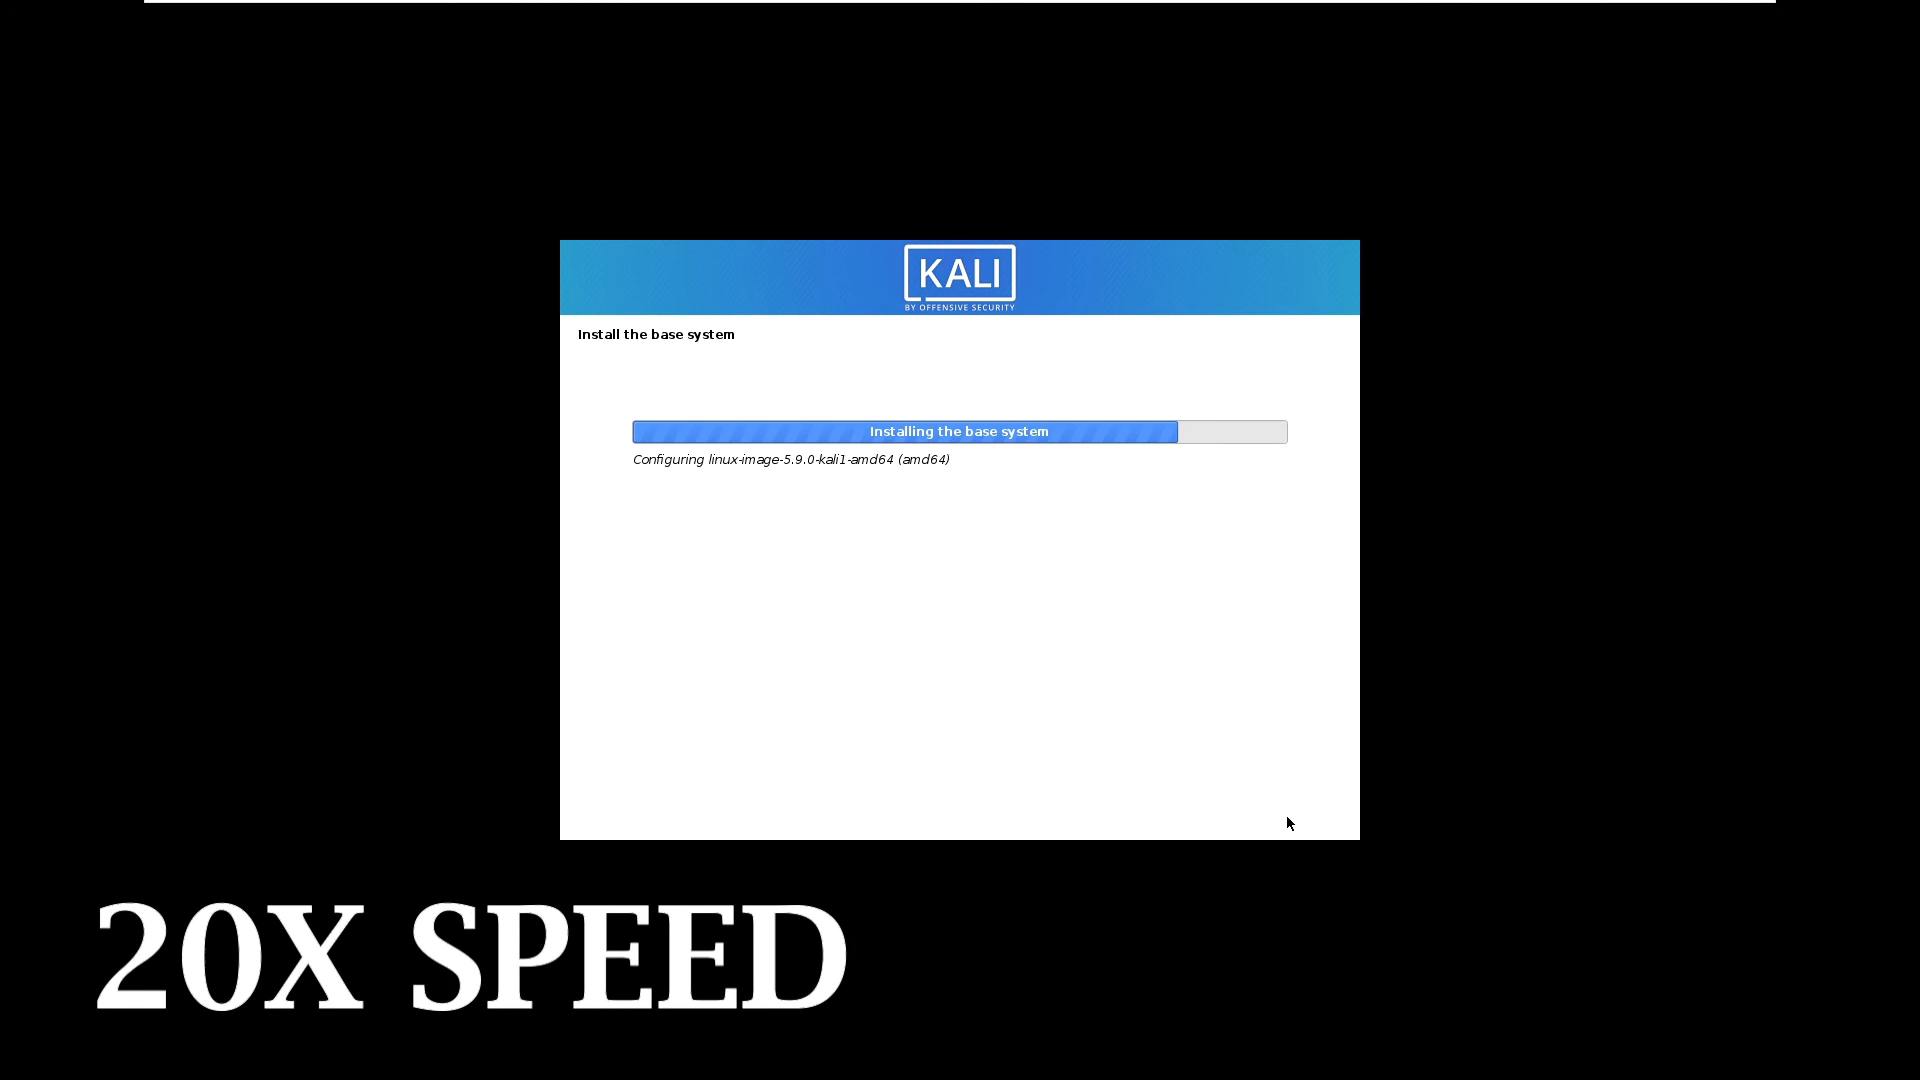 KALI
BY OFFENSIVE SECURITY
Install the base system
Installing the base system
Configuring linux-image-5.9.0-kali1-amd64 (amd64)
20X SPEED